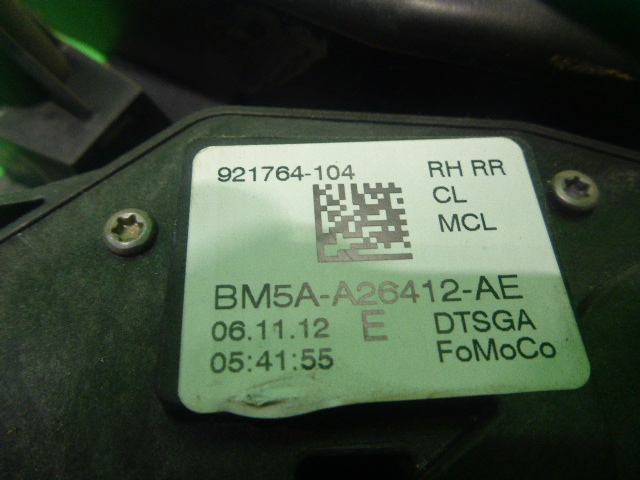 921764-104 RH RR
CL
MCL
BM5A-A26412-AE
06.11.12 E DTSGA
05:41:55 FoMoCo